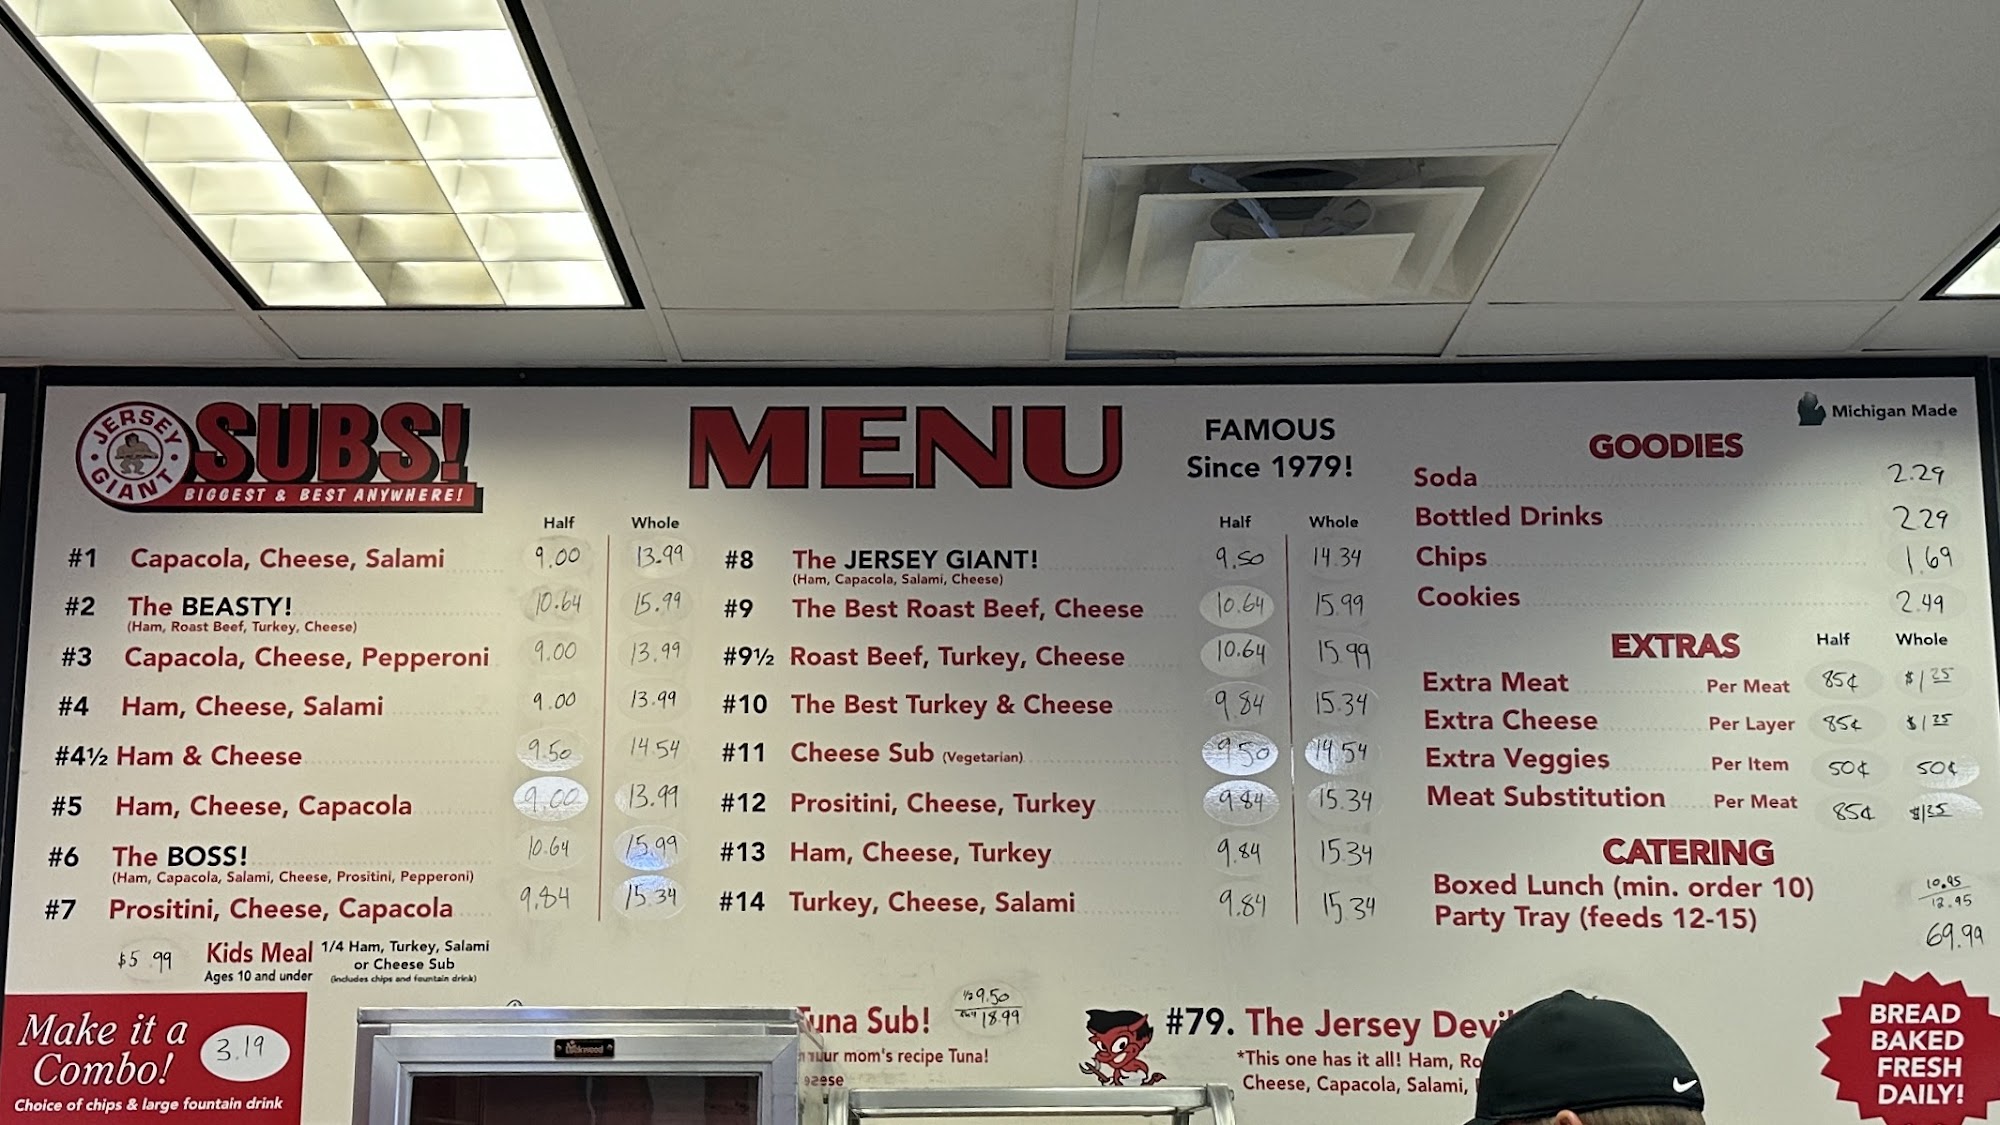 JERSEY GIANT
SUBS!
BIGGEST & BEST ANYWHERE!
MENU
FAMOUS
Since 1979!
Michigan Made
Half Whole
#1 Capacola, Cheese, Salami 9.00 13.99
#2 The BEASTY! 10.64 15.99
(Ham, Roast Beef, Turkey, Cheese)
#3 Capacola, Cheese, Pepperoni 9.00 13.99
#4 Ham, Cheese, Salami 9.00 13.99
#4½ Ham & Cheese 9.50 14.54
#5 Ham, Cheese, Capacola 9.00 13.99
#6 The BOSS! 10.64 15.99
(Ham, Capacola, Salami, Cheese, Prositini, Pepperoni)
#7 Prositini, Cheese, Capacola 9.84 15.34
$5.99 Kids Meal 1/4 Ham, Turkey, Salami
Ages 10 and under or Cheese Sub
(includes chips and fountain drink)
Make it a
Combo! 3.19
Choice of chips & large fountain drink
Half Whole
#8 The JERSEY GIANT! 9.50 14.34
(Ham, Capacola, Salami, Cheese)
#9 The Best Roast Beef, Cheese 10.64 15.99
#9½ Roast Beef, Turkey, Cheese 10.64 15.99
#10 The Best Turkey & Cheese 9.84 15.34
#11 Cheese Sub (Vegetarian) 9.50 14.54
#12 Prositini, Cheese, Turkey 9.84 15.34
#13 Ham, Cheese, Turkey 9.84 15.34
#14 Turkey, Cheese, Salami 9.84 15.34
Tuna Sub! ½ 9.50
18.99
mom's recipe Tuna!
#79. The Jersey Devil
*This one has it all! Ham,
Cheese, Capacola, Salami,
GOODIES
Soda 2.29
Bottled Drinks 2.29
Chips 1.69
Cookies 2.49
EXTRAS Half Whole
Extra Meat Per Meat 85¢ $1.25
Extra Cheese Per Layer 85¢ $1.25
Extra Veggies Per Item 50¢ 50¢
Meat Substitution Per Meat 85¢ $1.25
CATERING
Boxed Lunch (min. order 10) 10.95
12.95
Party Tray (feeds 12-15) 69.99
BREAD
BAKED
FRESH
DAILY!